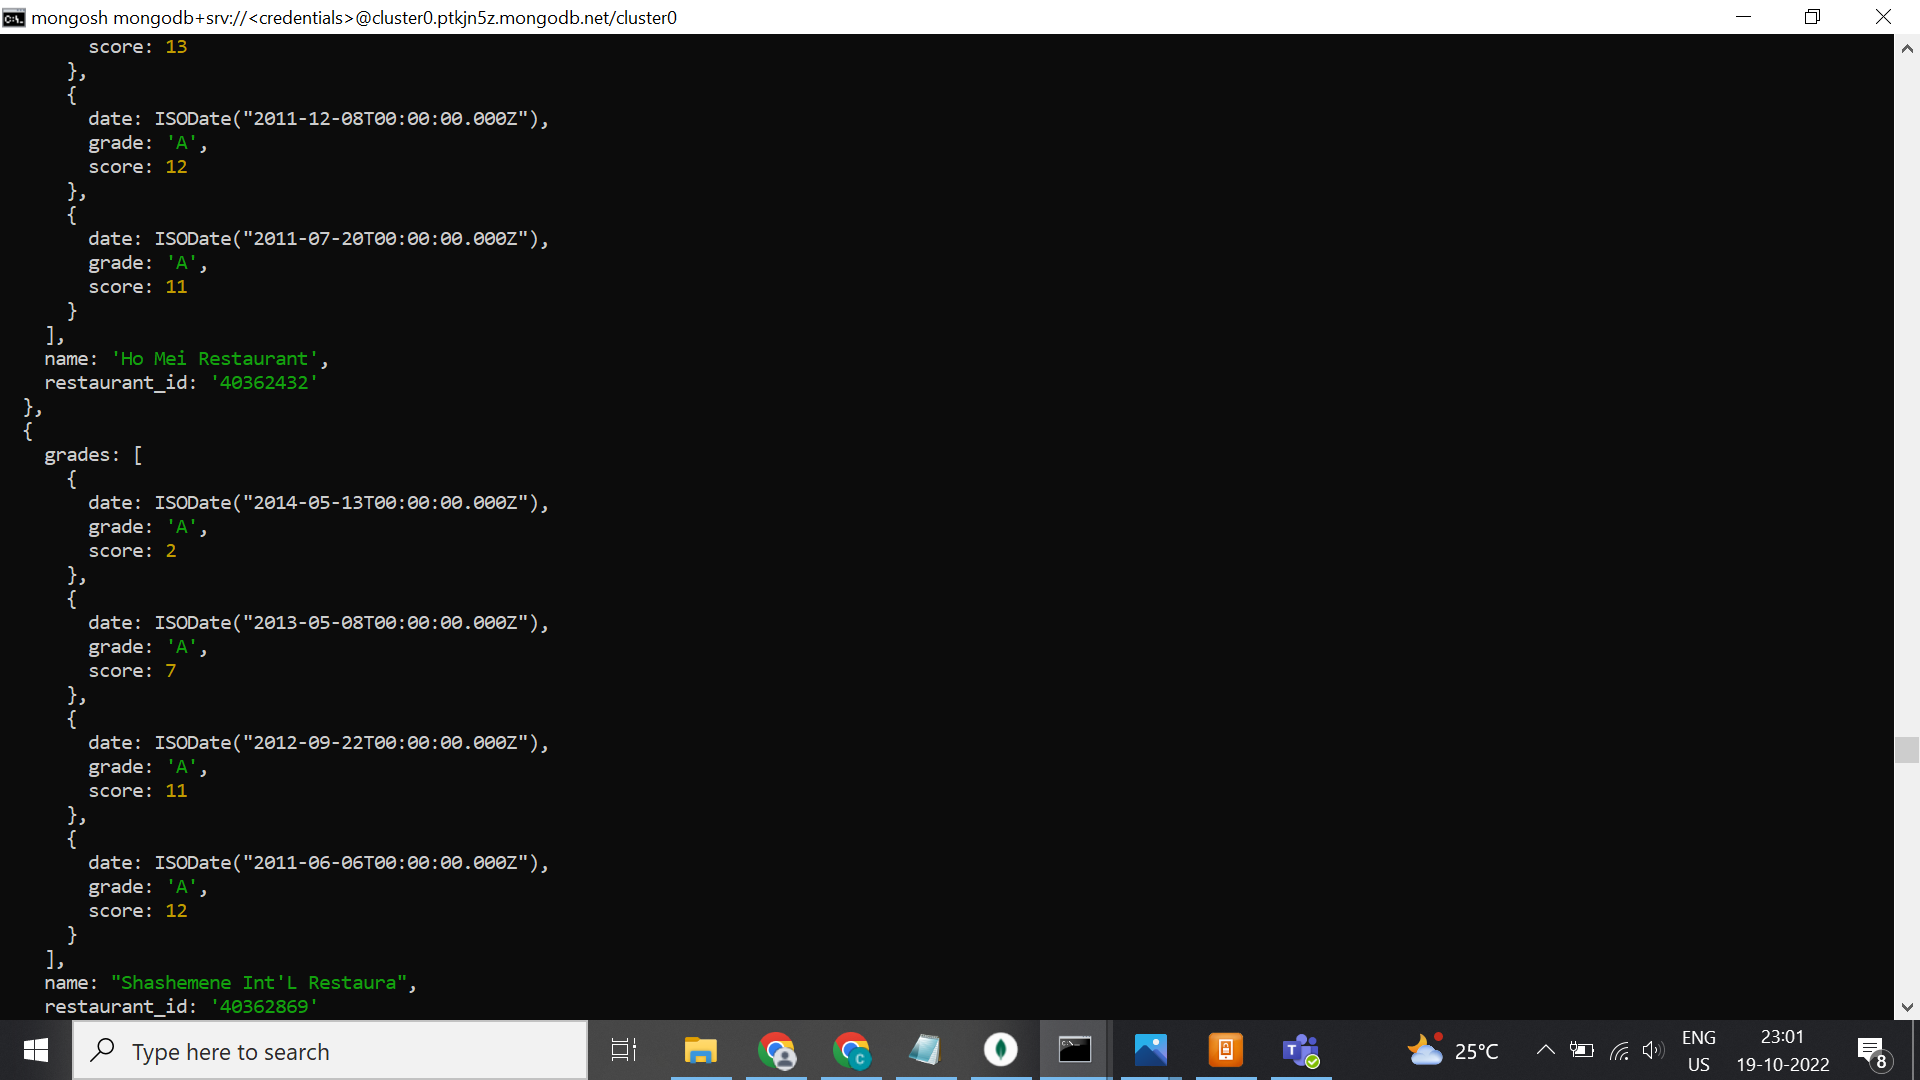 mongosh mongodb+srv://<credentials>@cluster0.ptkjn5z.mongodb.net/cluster0
score: 13
},
{
date: ISODate("2011-12-08T00:00:00.000Z"),
grade: 'A',
score: 12
},
{
date: ISODate("2011-07-20T00:00:00.000Z"),
grade: 'A',
score: 11
}
],
name: 'Ho Mei Restaurant',
restaurant_id: '40362432'
},
{
grades: [
{
date: ISODate("2014-05-13T00:00:00.000Z"),
grade: 'A',
score: 2
},
{
date: ISODate("2013-05-08T00:00:00.000Z"),
grade: 'A',
score: 7
},
{
date: ISODate("2012-09-22T00:00:00.000Z"),
grade: 'A',
score: 11
},
{
date: ISODate("2011-06-06T00:00:00.000Z"),
grade: 'A',
score: 12
}
],
name: "Shashemene Int'L Restaura",
restaurant_id: '40362869'
Type here to search
25°C
ENG
US
23:01
19-10-2022
8